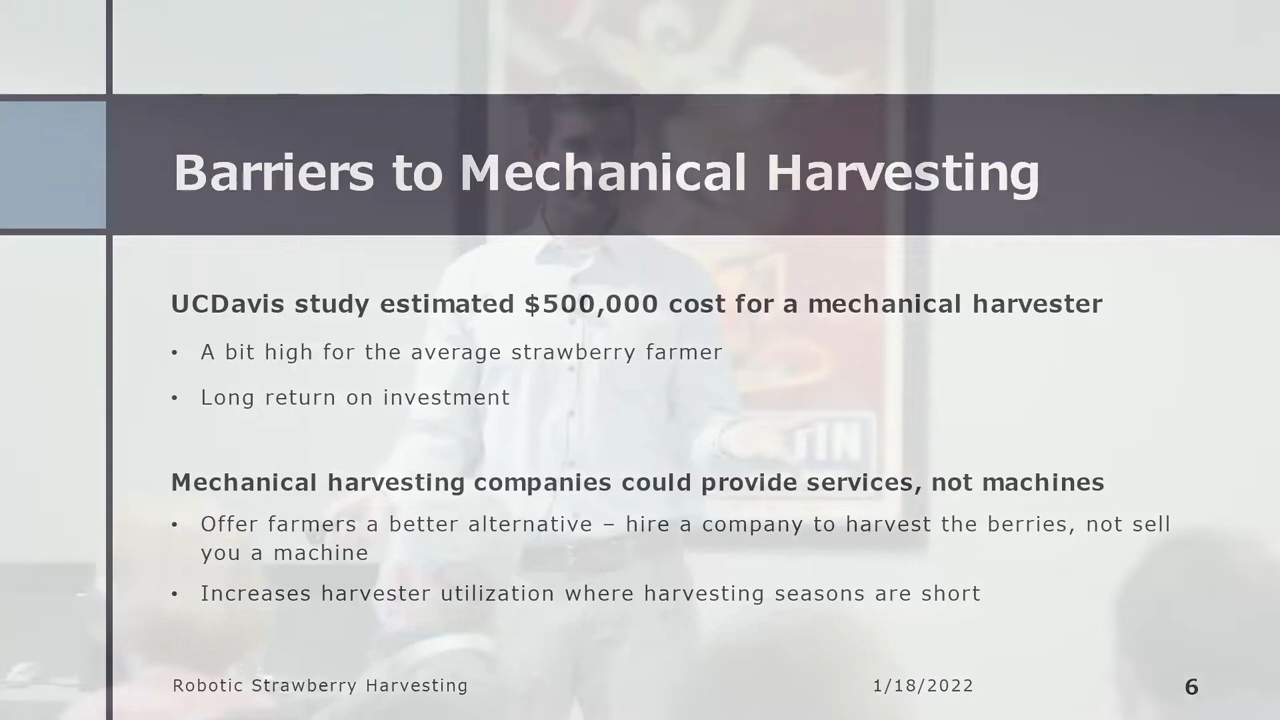 Barriers to Mechanical Harvesting
UCDavis study estimated $500,000 cost for a mechanical harvester
• A bit high for the average strawberry farmer
• Long return on investment
TIN
Mechanical harvesting companies could provide services, not machines
• Offer farmers a better alternative – hire a company to harvest the berries, not sell
you a machine
• Increases harvester utilization where harvesting seasons are short
Robotic Strawberry Harvesting
1/18/2022
6